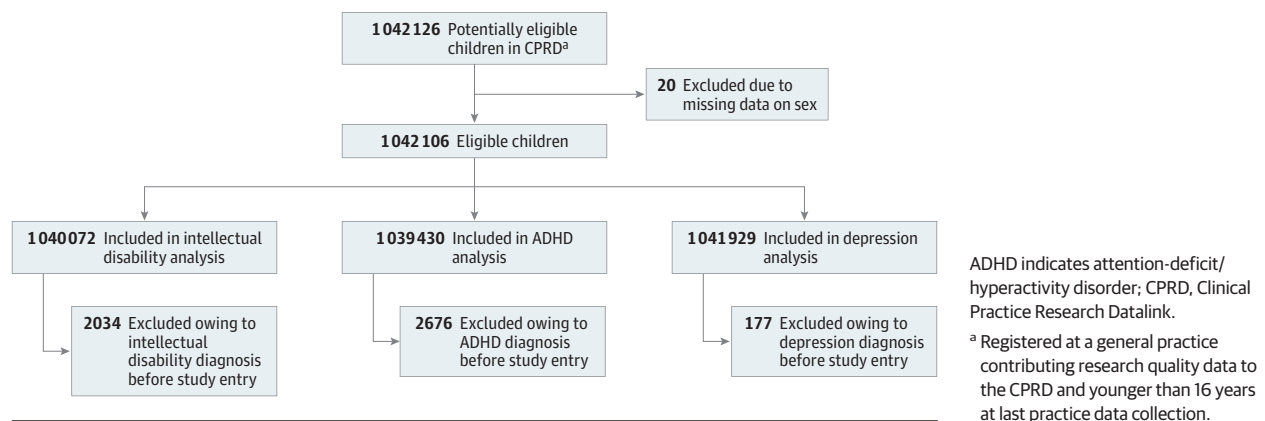 1042126 Potentially eligible
children in CPRDa
20 Excluded due to
missing data on sex
1042106 Eligible children
1040072 Included in intellectual
disability analysis
1039430 Included in ADHD
analysis
1041929 Included in depression
analysis
2034 Excluded owing to
intellectual
disability diagnosis
before study entry
2676 Excluded owing to
ADHD diagnosis
before study entry
177 Excluded owing to
depression diagnosis
before study entry
ADHD indicates attention-deficit/
hyperactivity disorder; CPRD, Clinical
Practice Research Datalink.
a Registered at a general practice
contributing research quality data to
the CPRD and younger than 16 years
at last practice data collection.